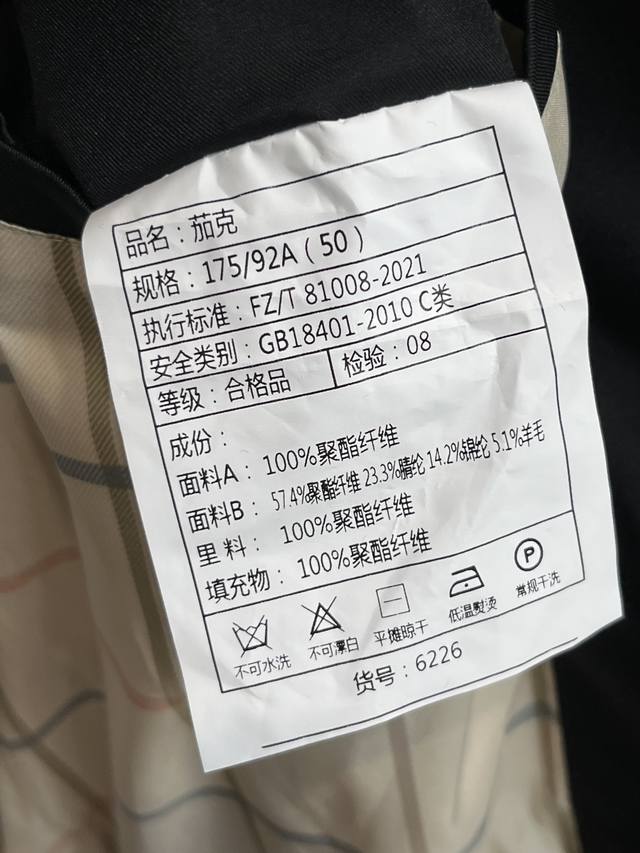 品名：茄克
规格：175/92A（50）
执行标准：FZ/T 81008-2021
安全类别：GB18401-2010 C类
等级：合格品 检验：08
成份：
面料A：100%聚酯纤维
面料B：57.4%聚酯纤维 23.3%腈纶 14.2%锦纶 5.1%羊毛
里料：100%聚酯纤维
填充物：100%聚酯纤维
P
不可水洗 不可漂白 平摊晾干 低温熨烫 常规干洗
货号：6226